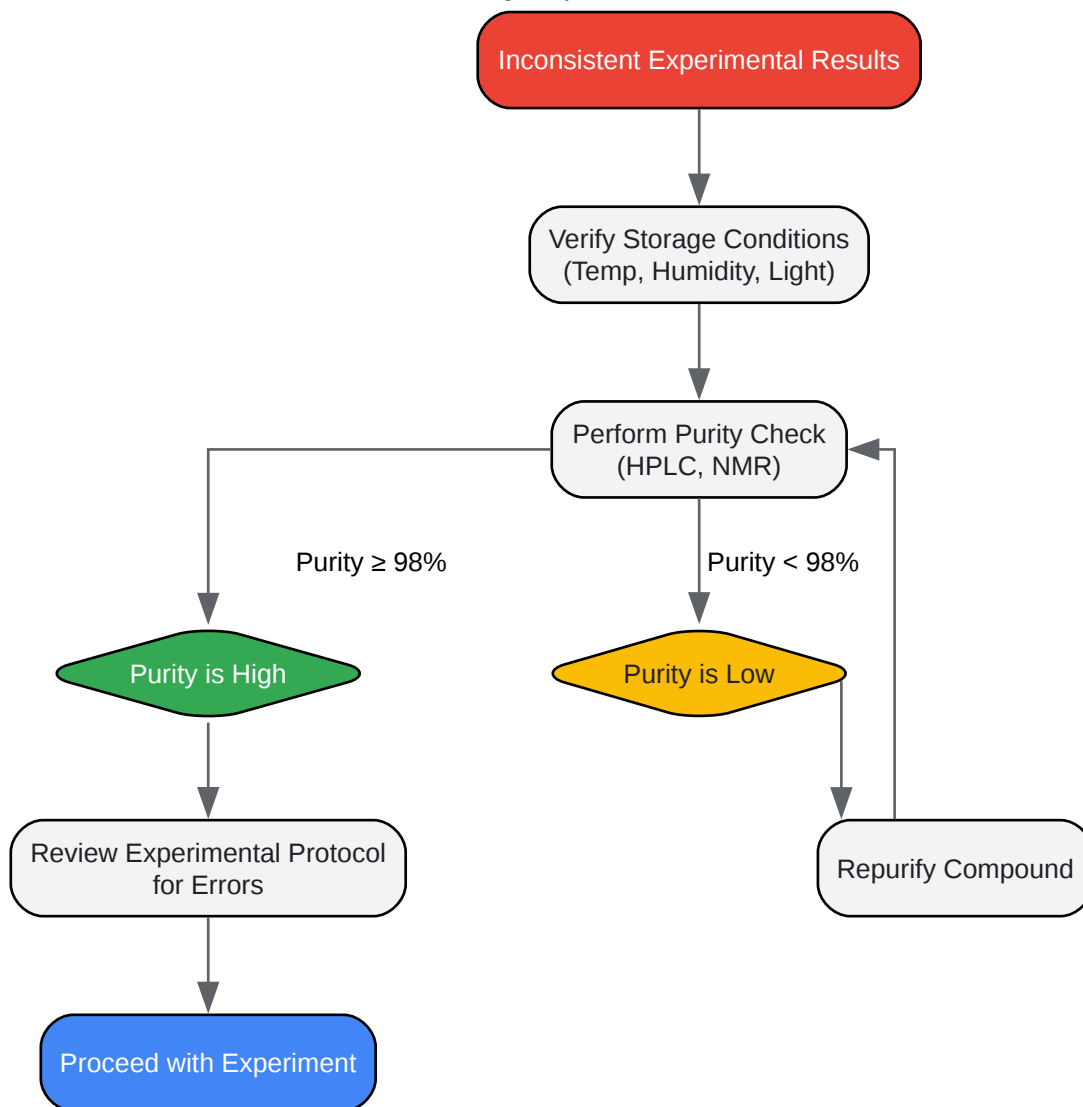 Inconsistent Experimental Results
Verify Storage Conditions
(Temp, Humidity, Light)
Perform Purity Check
(HPLC, NMR)
Purity ≥ 98%
Purity < 98%
Purity is High
Purity is Low
Review Experimental Protocol
for Errors
Repurify Compound
Proceed with Experiment